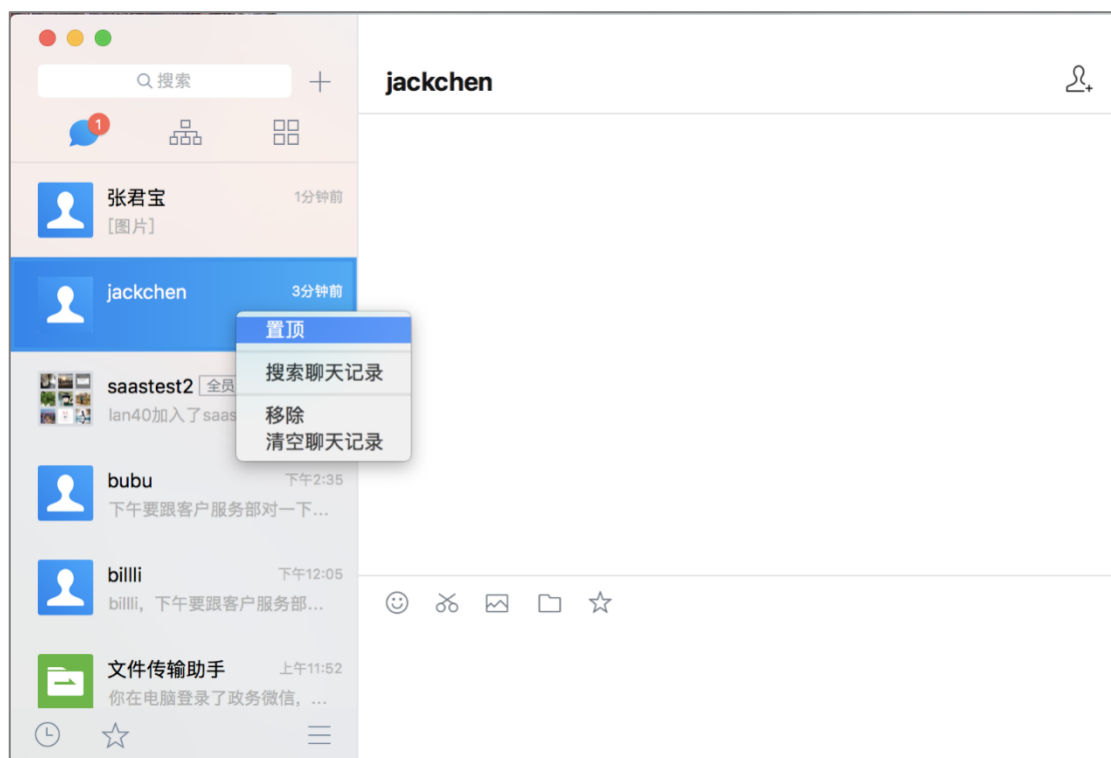 搜索
jackchen
1
张君宝 1分钟前
[图片]
jackchen 3分钟前
置顶
搜索聊天记录
移除
清空聊天记录
saastest2 全员
lan40加入了saas
bubu 下午2:35
下午要跟客户服务部对一下...
billli 下午12:05
billli，下午要跟客户服务部...
文件传输助手 上午11:52
你在电脑登录了政务微信，...